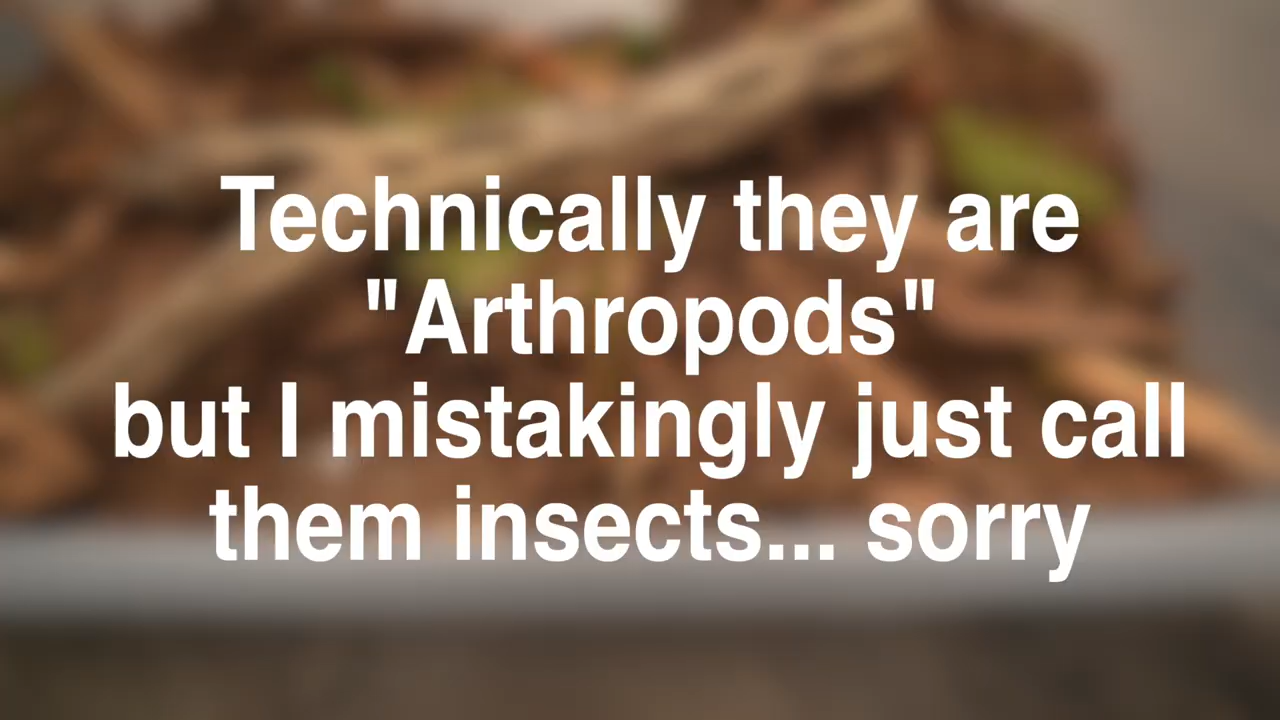 Technically they are
"Arthropods"
but I mistakingly just call
them insects... sorry